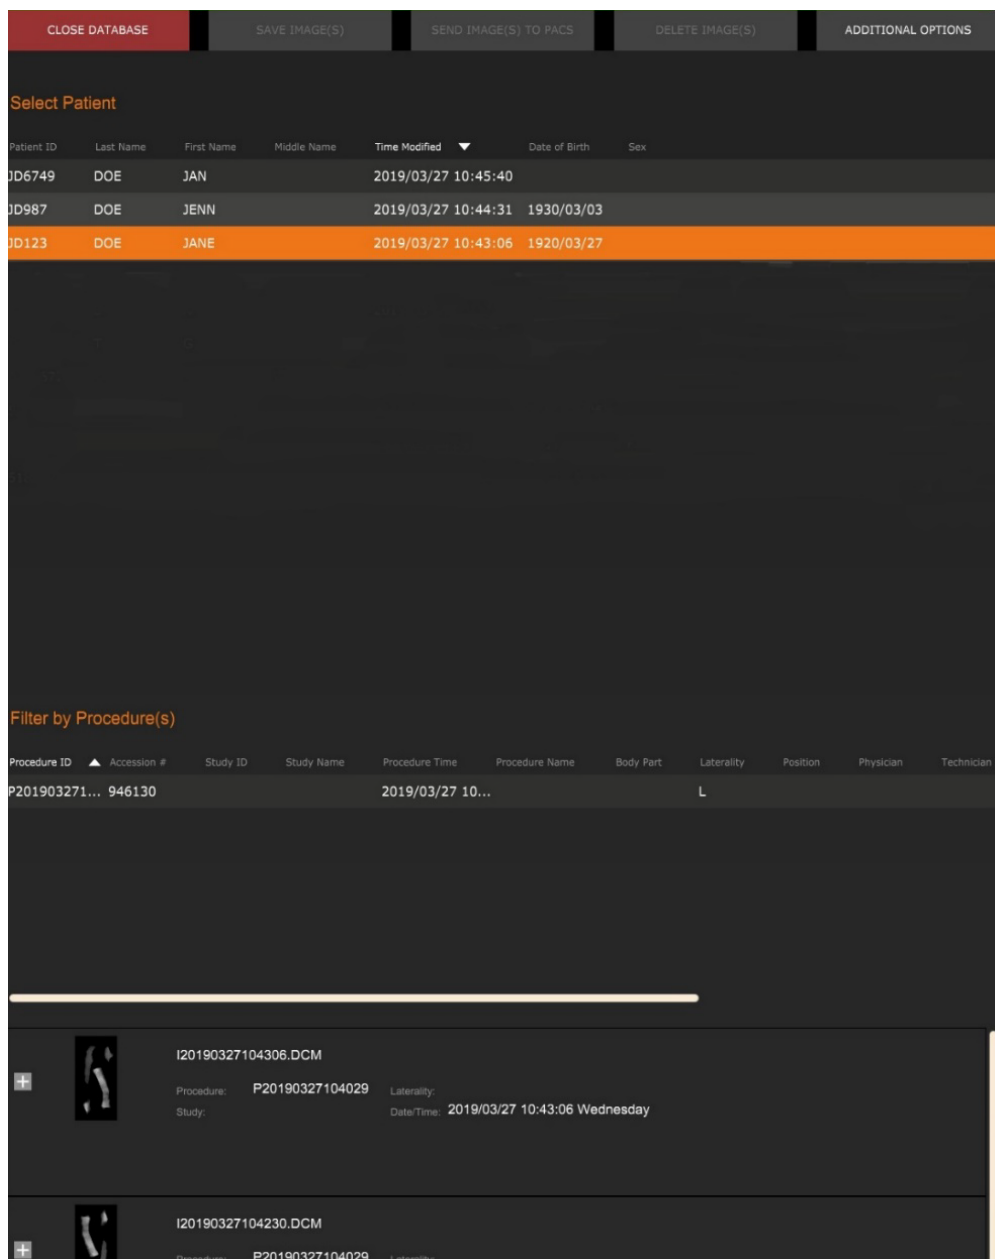 CLOSE DATABASE SAVE IMAGE(S) SEND IMAGE(S) TO PACS DELETE IMAGE(S) ADDITIONAL OPTIONS
Select Patient
Patient ID Last Name First Name Middle Name Time Modified Date of Birth Sex
JD6749 DOE JAN 2019/03/27 10:45:40
JD987 DOE JENN 2019/03/27 10:44:31 1930/03/03
JD123 DOE JANE 2019/03/27 10:43:06 1920/03/27
Filter by Procedure(s)
Procedure ID Accession # Study ID Study Name Procedure Time Procedure Name Body Part Laterality Position Physician Technician
P201903271... 946130 2019/03/27 10... L
I20190327104306.DCM
Procedure: P20190327104029 Laterality:
Study: Date/Time: 2019/03/27 10:43:06 Wednesday
I20190327104230.DCM
Procedure: P20190327104029 Laterality: